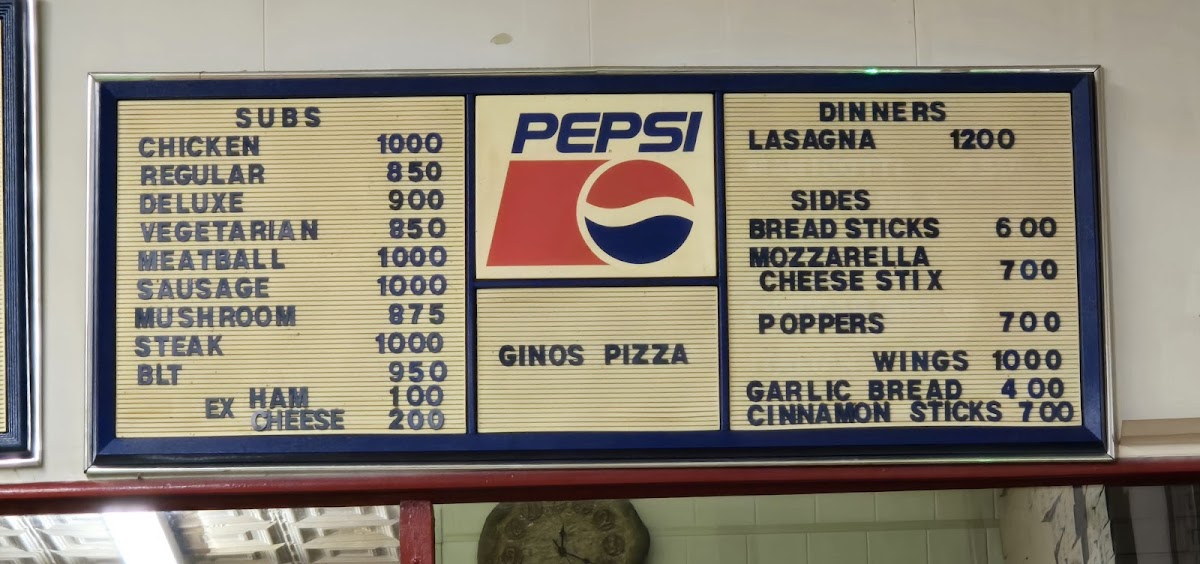 SUBS
CHICKEN 1000
REGULAR 850
DELUXE 900
VEGETARIAN 850
MEATBALL 1000
SAUSAGE 1000
MUSHROOM 875
STEAK 1000
BLT 950
EX HAM 100
CHEESE 200
PEPSI
GINOS PIZZA
DINNERS
LASAGNA 1200
SIDES
BREAD STICKS 600
MOZZARELLA
CHEESE STIX 700
POPPERS 700
WINGS 1000
GARLIC BREAD 400
CINNAMON STICKS 700